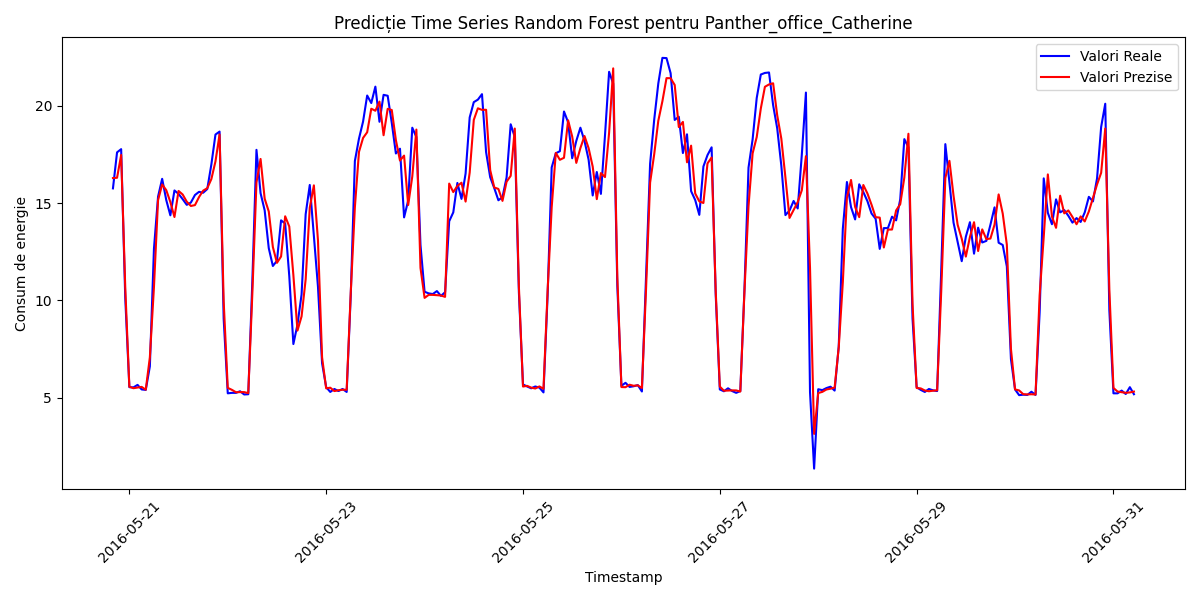 Predicție Time Series Random Forest pentru Panther_office_Catherine
Valori Reale
Valori Prezise
Consum de energie
20
15
10
5
2016-05-21
2016-05-23
2016-05-25
2016-05-27
2016-05-29
2016-05-31
Timestamp